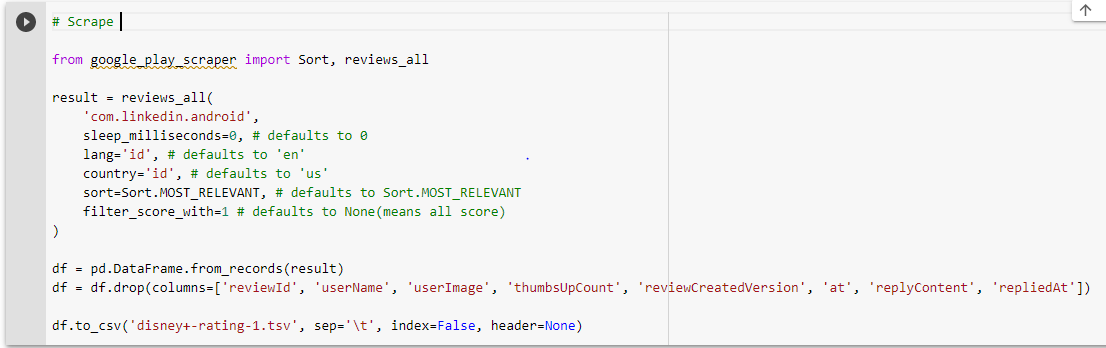 # Scrape
from google_play_scraper import Sort, reviews_all
result = reviews_all(
    'com.linkedin.android',
    sleep_milliseconds=0, # defaults to 0
    lang='id', # defaults to 'en'
    country='id', # defaults to 'us'
    sort=Sort.MOST_RELEVANT, # defaults to Sort.MOST_RELEVANT
    filter_score_with=1 # defaults to None(means all score)
)
df = pd.DataFrame.from_records(result)
df = df.drop(columns=['reviewId', 'userName', 'userImage', 'thumbsUpCount', 'reviewCreatedVersion', 'at', 'replyContent', 'repliedAt'])
df.to_csv('disney+-rating-1.tsv', sep='\t', index=False, header=None)